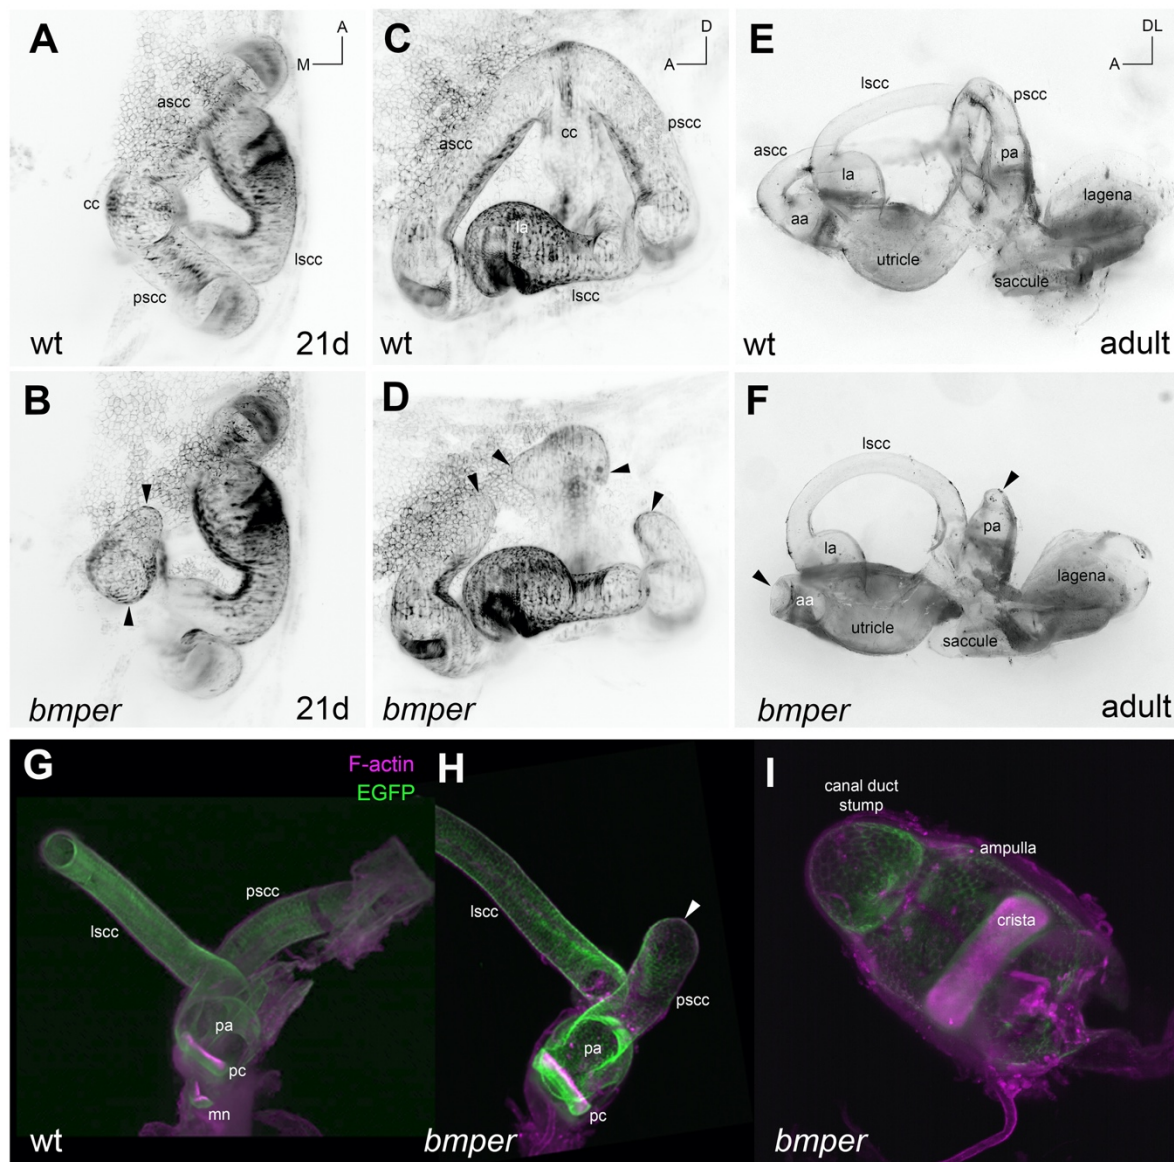 A
A
M
ascc
cc
lscc
pscc
wt
21d
C
D
A
ascc
cc
pscc
la
lscc
wt
E
DL
A
lscc
pscc
ascc
la
pa
aa
lagena
utricle
saccule
wt
adult
B
bmper
21d
D
bmper
F
lscc
pa
la
aa
lagena
utricle
saccule
bmper
adult
G
F-actin
EGFP
lscc
pscc
pa
pc
mn
wt
H
lscc
pscc
pa
pc
bmper
I
canal duct
stump
ampulla
crista
bmper